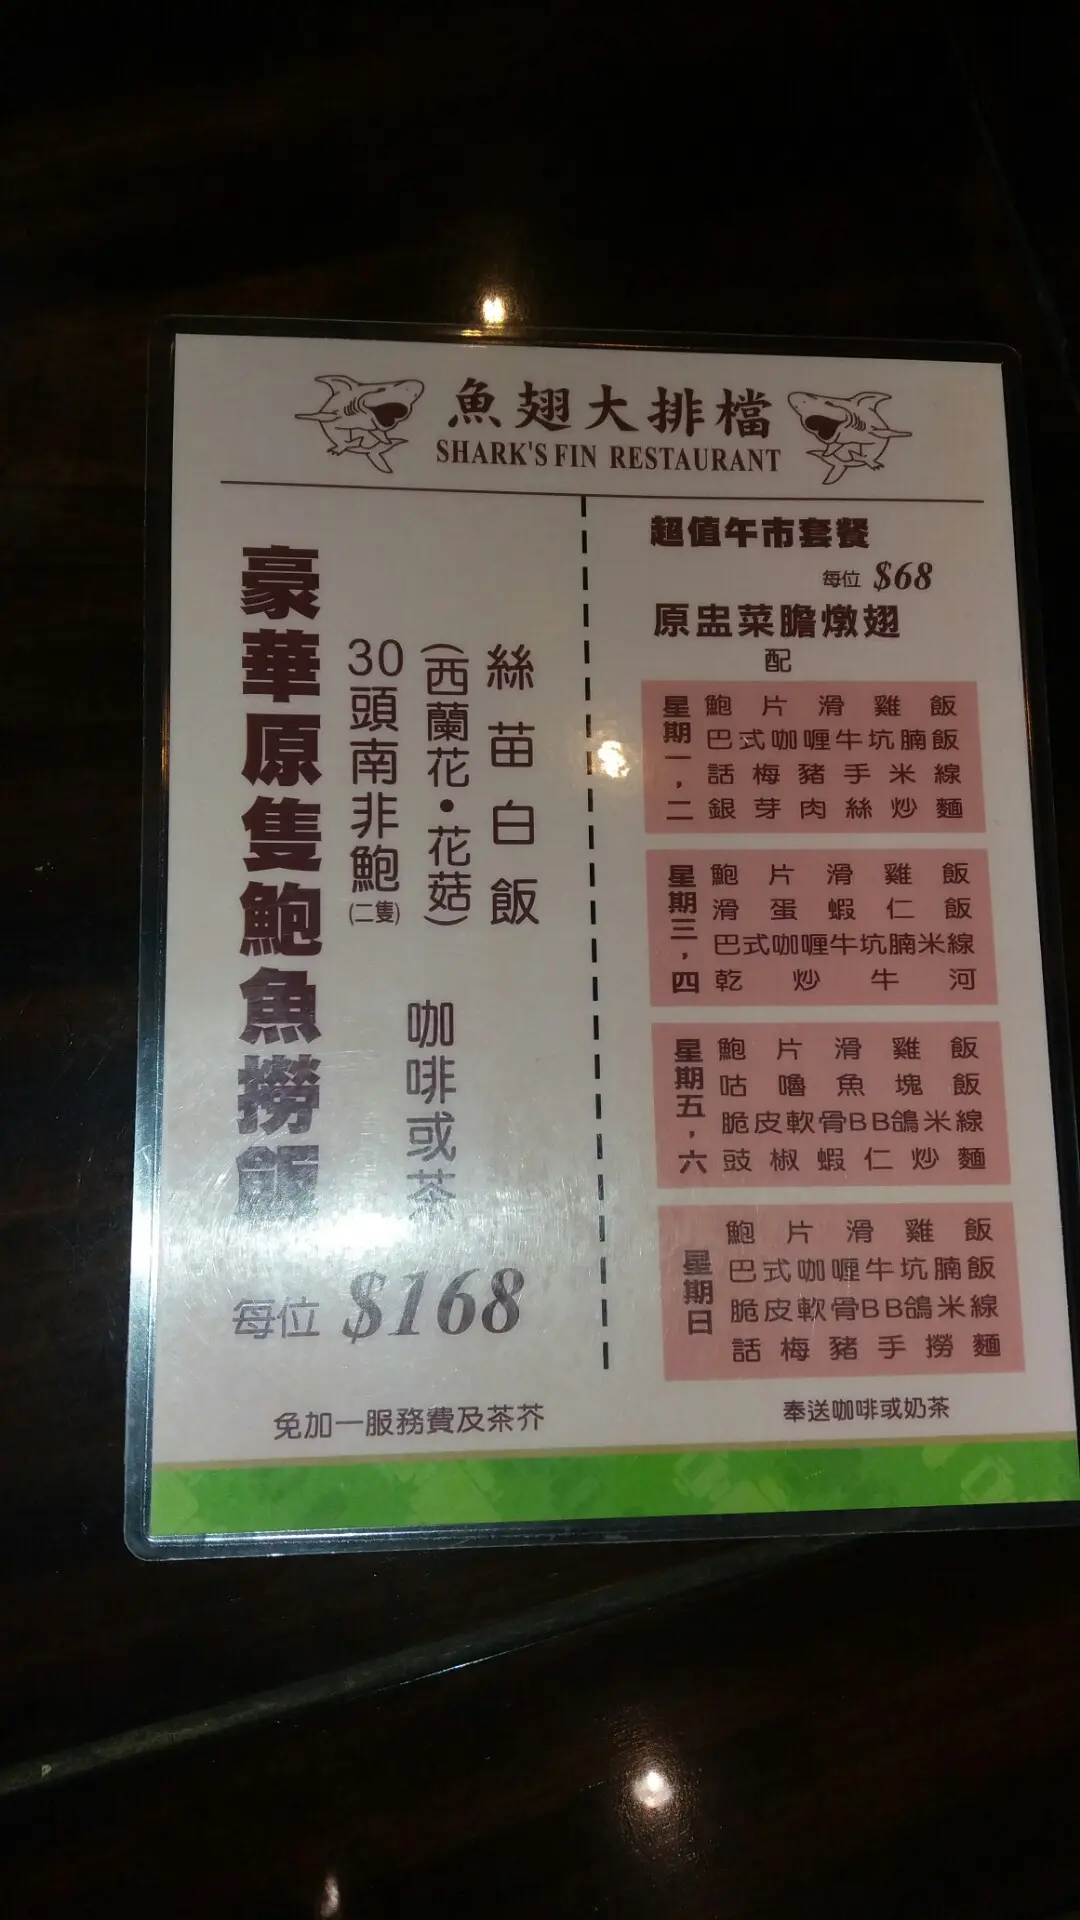 魚翅大排檔
SHARK'S FIN RESTAURANT
豪華原隻鮑魚撈飯
30頭南非鮑(二隻)
(西蘭花•花菇)
絲苗白飯
咖啡或茶
每位 $168
免加一服務費及茶芥
超值午市套餐
每位 $68
原盅菜膽燉翅
配
星期一,二
鮑片滑雞飯
巴式咖喱牛坑腩飯
話梅豬手米線
銀芽肉絲炒麵
星期三,四
鮑片滑雞飯
滑蛋蝦仁飯
巴式咖喱牛坑腩米線
乾炒牛河
星期五,六
鮑片滑雞飯
咕嚕魚塊飯
脆皮軟骨BB鴿米線
豉椒蝦仁炒麵
星期日
鮑片滑雞飯
巴式咖喱牛坑腩飯
脆皮軟骨BB鴿米線
話梅豬手撈麵
奉送咖啡或奶茶